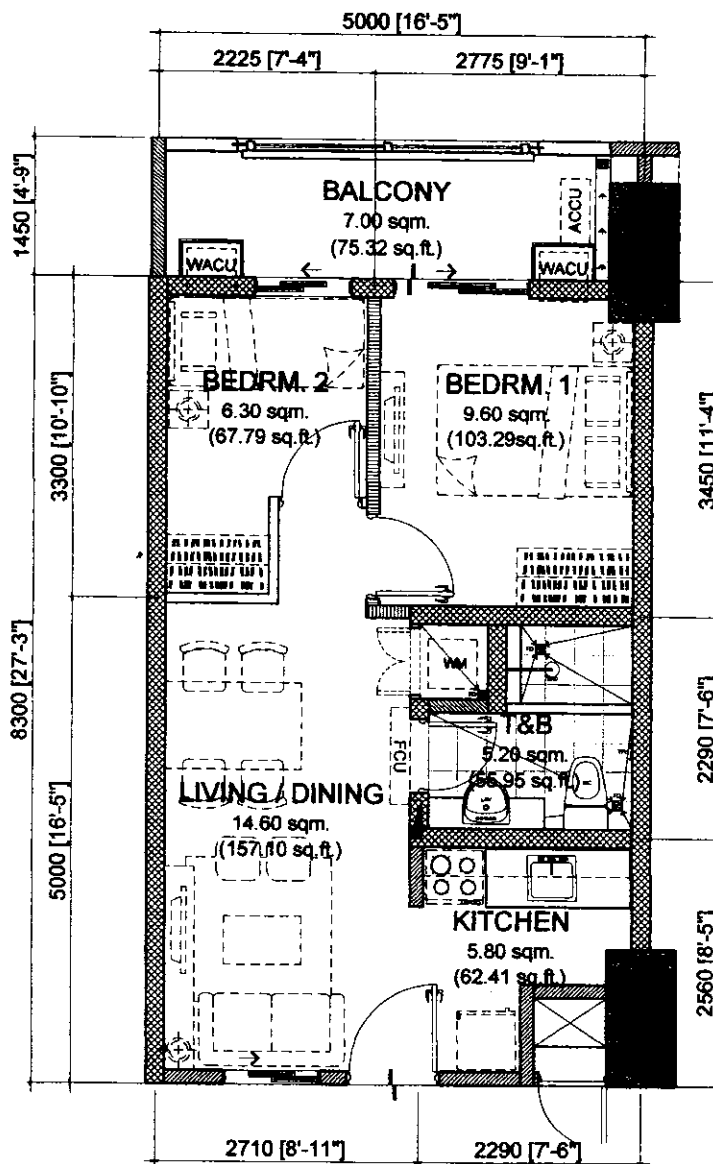 5000 [16'-5"]
2225 [7'-4"]
2775 [9'-1"]
1450 [4'-9"]
BALCONY
7.00 sqm.
(75.32 sq.ft.)
ACCU
WACU
WACU
BEDRM. 2
6.30 sqm.
(67.79 sq.ft.)
BEDRM. 1
9.60 sqm.
(103.29sq.ft.)
3300 [10'-10"]
3450 [11'-4"]
8300 [27'-3"]
WM
T&B
5.20 sqm.
(55.95 sq.ft.)
FCU
2290 [7'-6"]
LIVING / DINING
14.60 sqm.
(157.10 sq.ft.)
5000 [16'-5"]
KITCHEN
5.80 sqm.
(62.41 sq.ft.)
2560 [8'-5"]
2710 [8'-11"]
2290 [7'-6"]